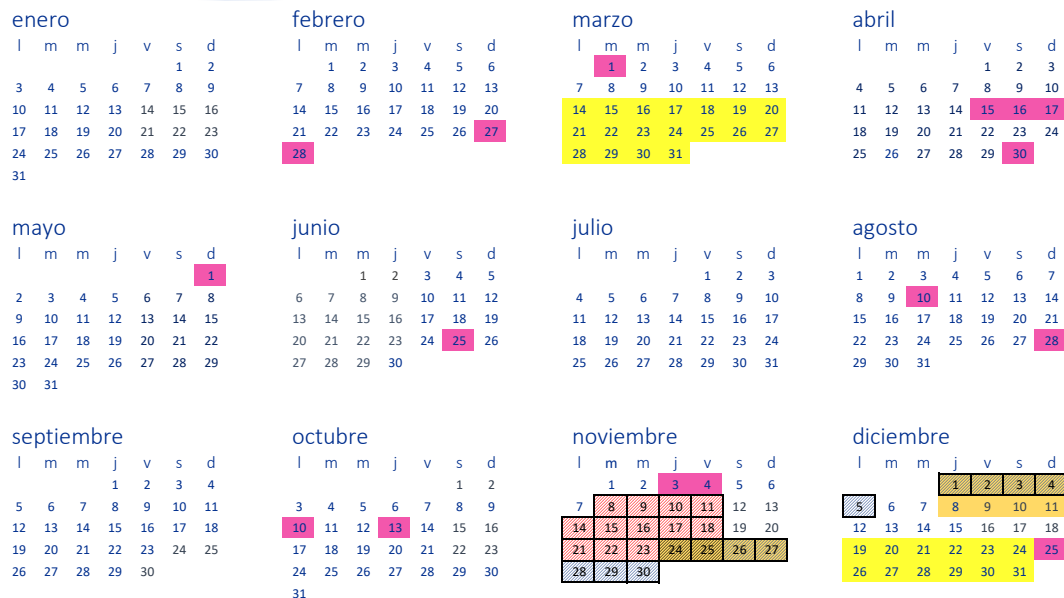 enero febrero marzo abril
l m m j v s d l m m j v s d l m m j v s d l m m j v s d
1 2 1 2 3 4 5 6 1 2 3 4 5 6 1 2 3
3 4 5 6 7 8 9 7 8 9 10 11 12 13 7 8 9 10 11 12 13 4 5 6 7 8 9 10
10 11 12 13 14 15 16 14 15 16 17 18 19 20 14 15 16 17 18 19 20 11 12 13 14 15 16 17
17 18 19 20 21 22 23 21 22 23 24 25 26 27 21 22 23 24 25 26 27 18 19 20 21 22 23 24
24 25 26 27 28 29 30 28 28 29 30 31 25 26 27 28 29 30
31
mayo junio julio agosto
l m m j v s d l m m j v s d l m m j v s d l m m j v s d
1 1 2 3 4 5 1 2 3 1 2 3 4 5 6 7
2 3 4 5 6 7 8 6 7 8 9 10 11 12 4 5 6 7 8 9 10 8 9 10 11 12 13 14
9 10 11 12 13 14 15 13 14 15 16 17 18 19 11 12 13 14 15 16 17 15 16 17 18 19 20 21
16 17 18 19 20 21 22 20 21 22 23 24 25 26 18 19 20 21 22 23 24 22 23 24 25 26 27 28
23 24 25 26 27 28 29 27 28 29 30 25 26 27 28 29 30 31 29 30 31
30 31
septiembre octubre noviembre diciembre
l m m j v s d l m m j v s d l m m j v s d l m m j v s d
1 2 3 4 1 2 1 2 3 4 5 6 1 2 3 4
5 6 7 8 9 10 11 3 4 5 6 7 8 9 7 8 9 10 11 12 13 5 6 7 8 9 10 11
12 13 14 15 16 17 18 10 11 12 13 14 15 16 14 15 16 17 18 19 20 12 13 14 15 16 17 18
19 20 21 22 23 24 25 17 18 19 20 21 22 23 21 22 23 24 25 26 27 19 20 21 22 23 24 25
26 27 28 29 30 24 25 26 27 28 29 30 28 29 30 26 27 28 29 30 31
31